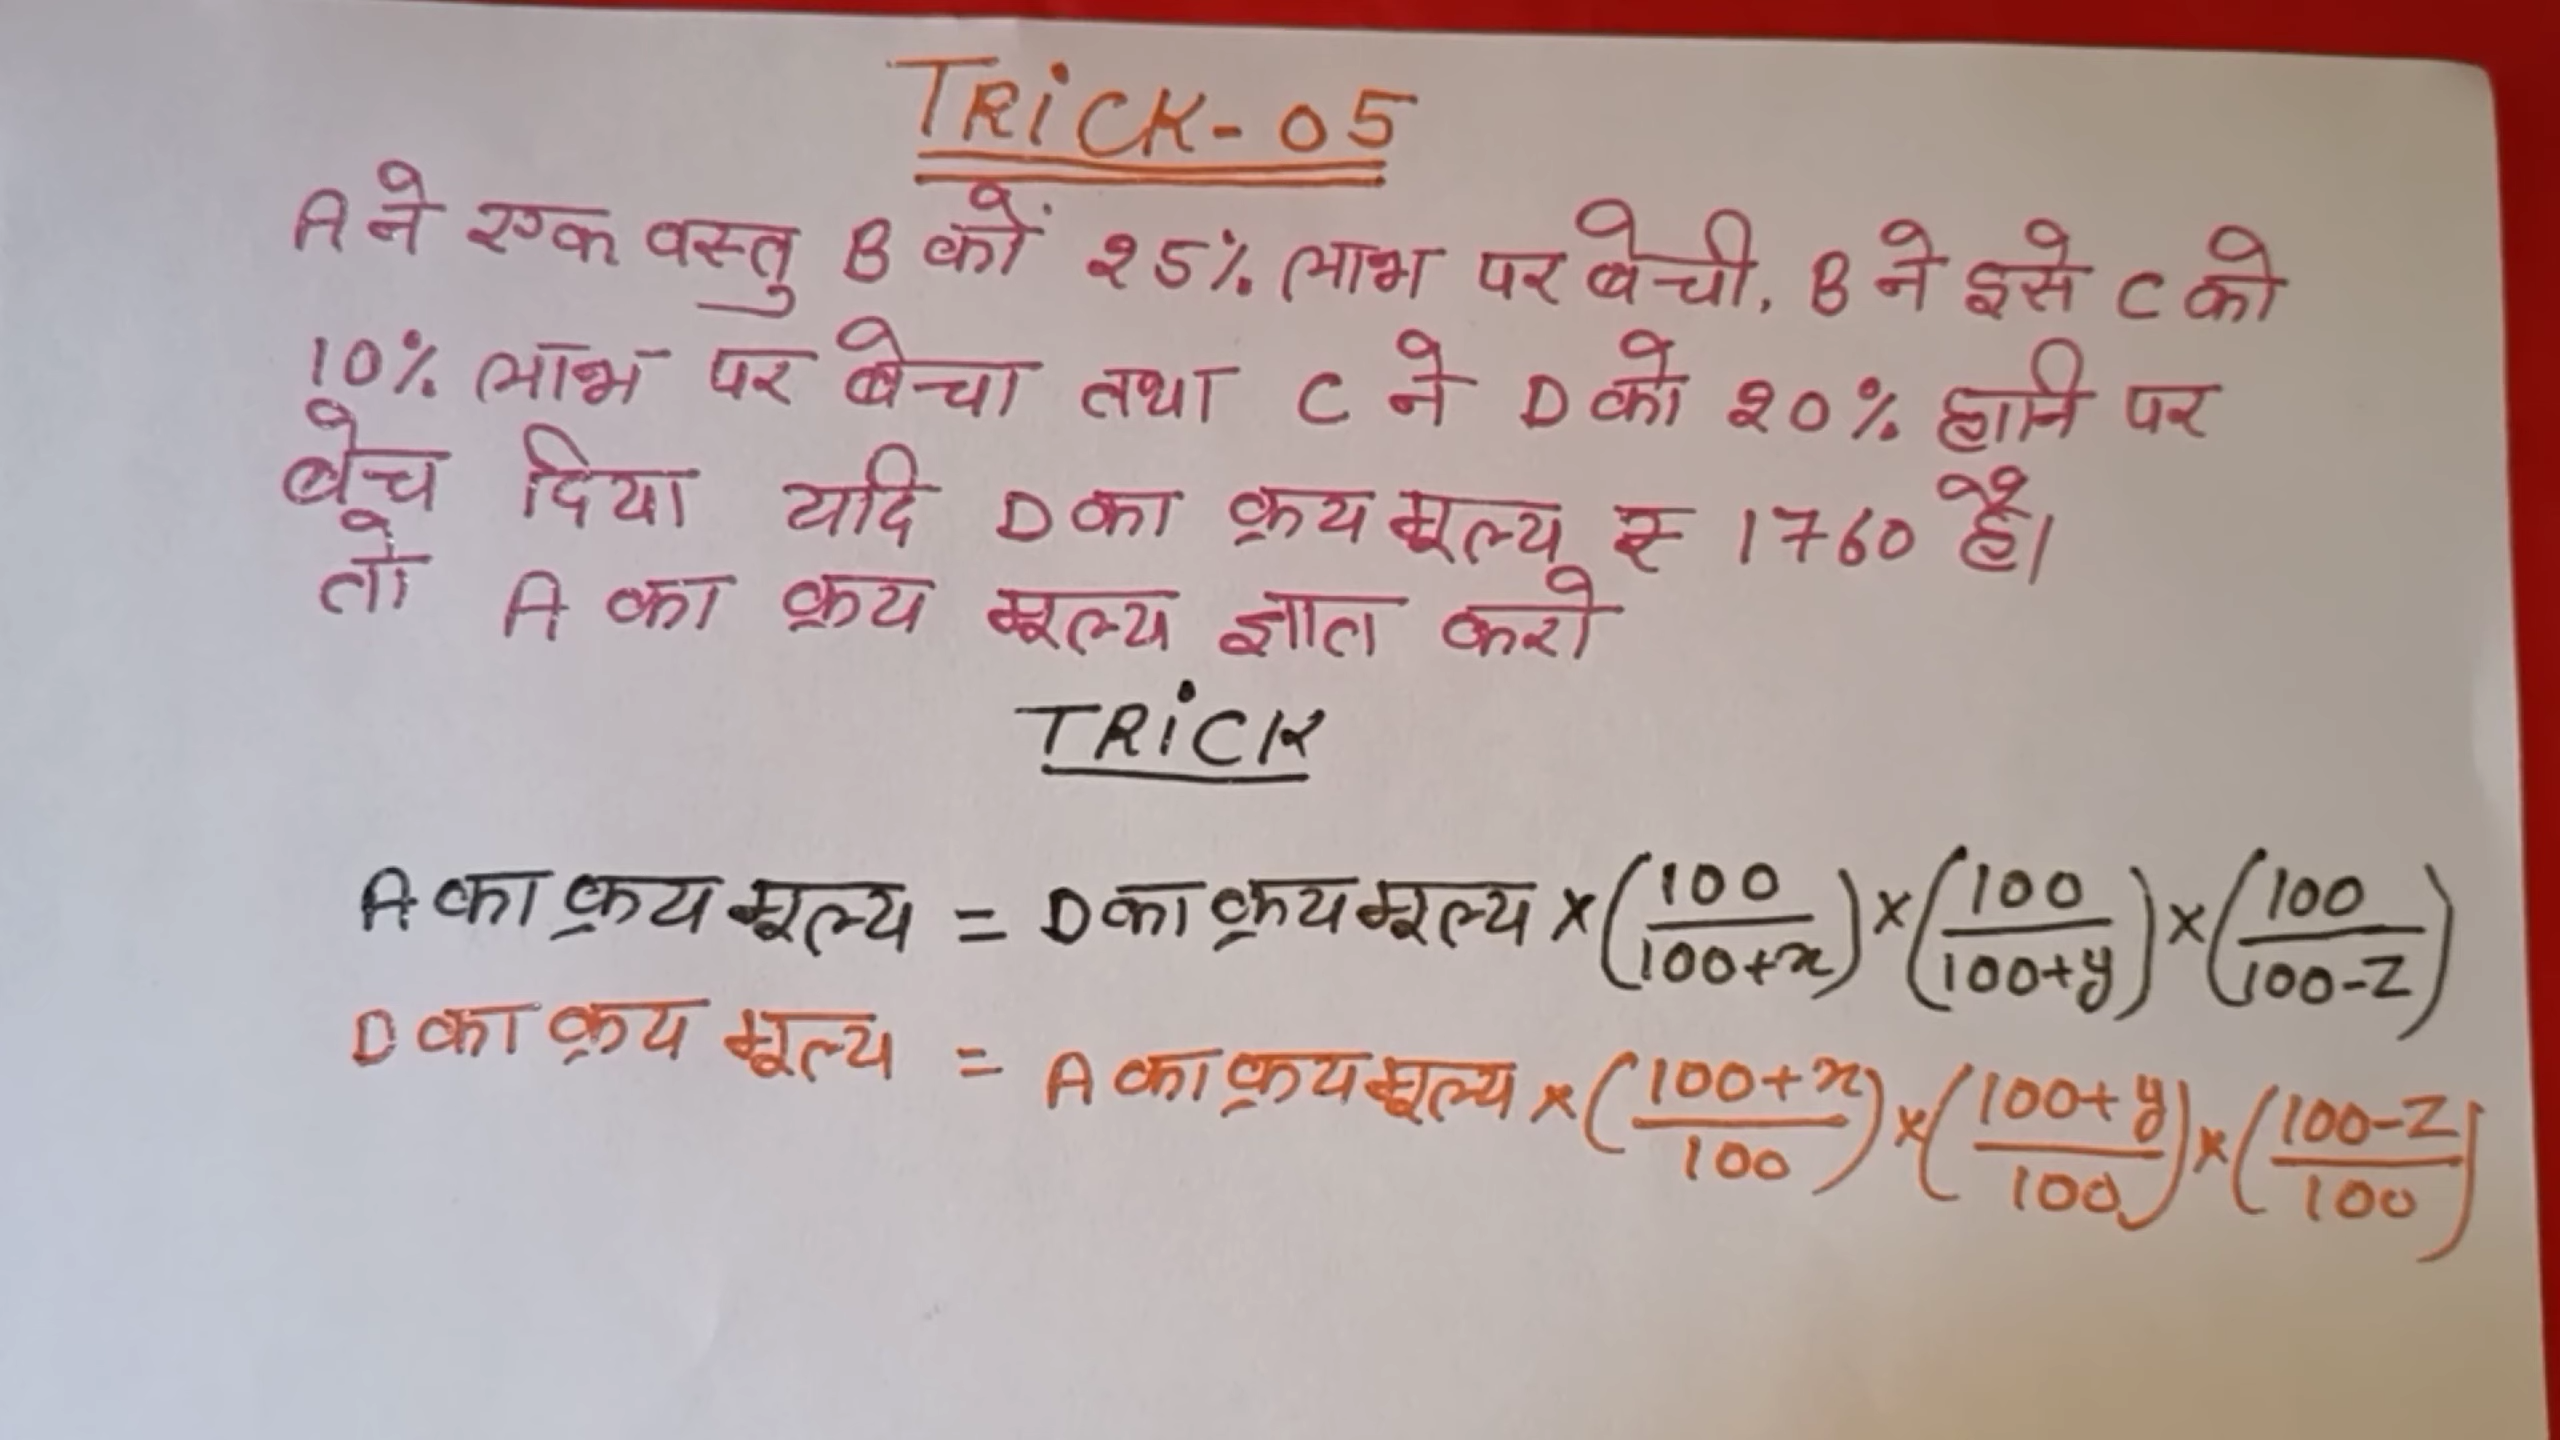 TRiCK-05
A ने एक वस्तु B कों 25% लाभ पर बेची, B ने इसे C को
10% लाभ पर बेचा तथा C ने D को 20% हानि पर
बेच दिया यदि D का क्रय मूल्य ₹ 1760 है।
तो A का क्रय मूल्य ज्ञात करो
TRiCK
A का क्रय मूल्य = D का क्रय मूल्य × (100/100+x) × (100/100+y) × (100/100-Z)
D का क्रय मूल्य = A का क्रय मूल्य × (100+x/100) × (100+y/100) × (100-Z/100)